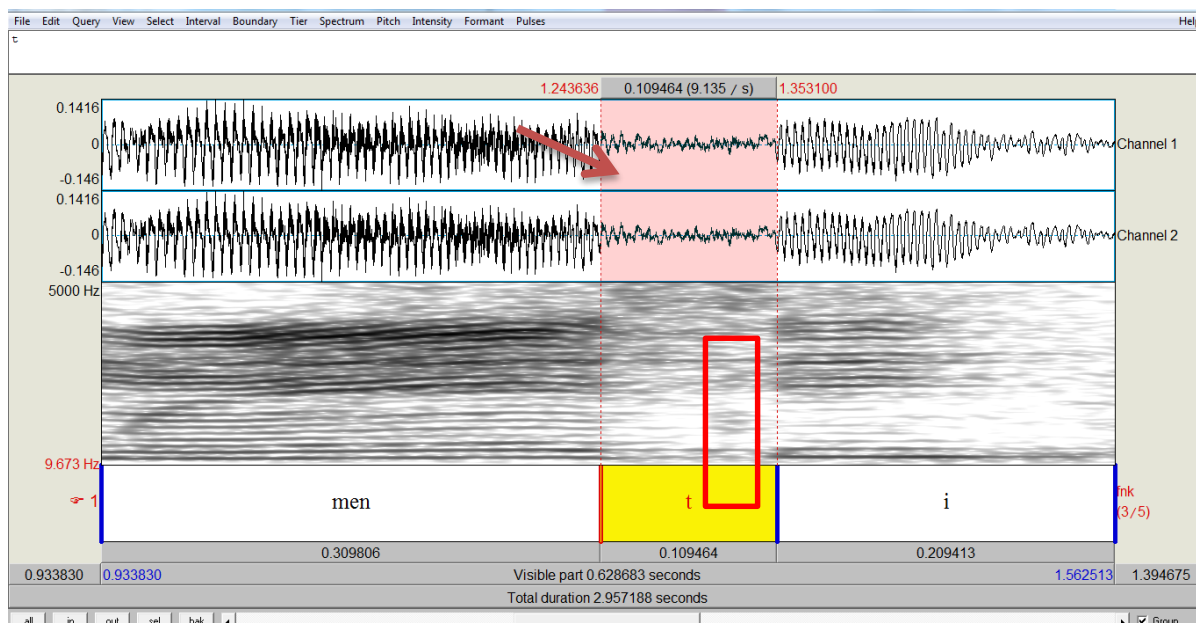 File Edit Query View Select Interval Boundary Tier Spectrum Pitch Intensity Formant Pulses Help
t
1.243636 0.109464 (9.135 / s) 1.353100
0.1416
0 Channel 1
-0.146
0.1416
0 Channel 2
-0.146
5000 Hz
9.673 Hz
☞ 1 men t i fnk
(3/5)
0.309806 0.109464 0.209413
0.933830 0.933830 Visible part 0.628683 seconds 1.562513 1.394675
Total duration 2.957188 seconds
all in out sel bak Group